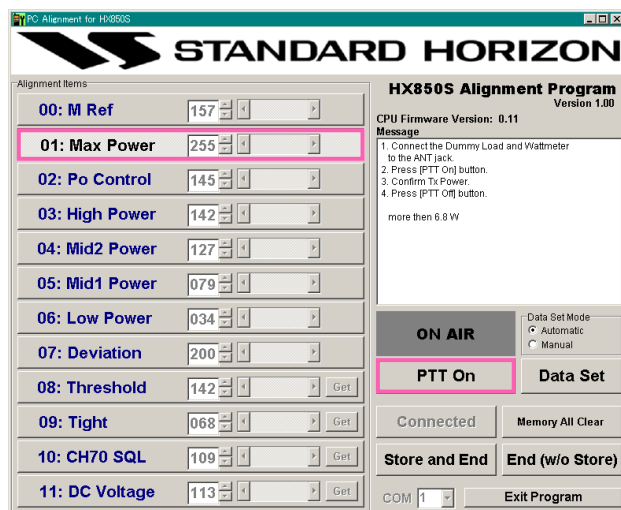 PC Alignment for HX850S
STANDARD HORIZON
Alignment Items
00: M Ref 157
01: Max Power 255
02: Po Control 145
03: High Power 142
04: Mid2 Power 127
05: Mid1 Power 079
06: Low Power 034
07: Deviation 200
08: Threshold 142 Get
09: Tight 068 Get
10: CH70 SQL 109 Get
11: DC Voltage 113 Get
HX850S Alignment Program
Version 1.00
CPU Firmware Version: 0.11
Message
1. Connect the Dummy Load and Wattmeter
to the ANT jack.
2. Press [PTT On] button.
3. Confirm Tx Power.
4. Press [PTT Off] button.
more then 6.8 W
ON AIR
Data Set Mode
Automatic
Manual
PTT On
Data Set
Connected
Memory All Clear
Store and End
End (w/o Store)
COM 1
Exit Program